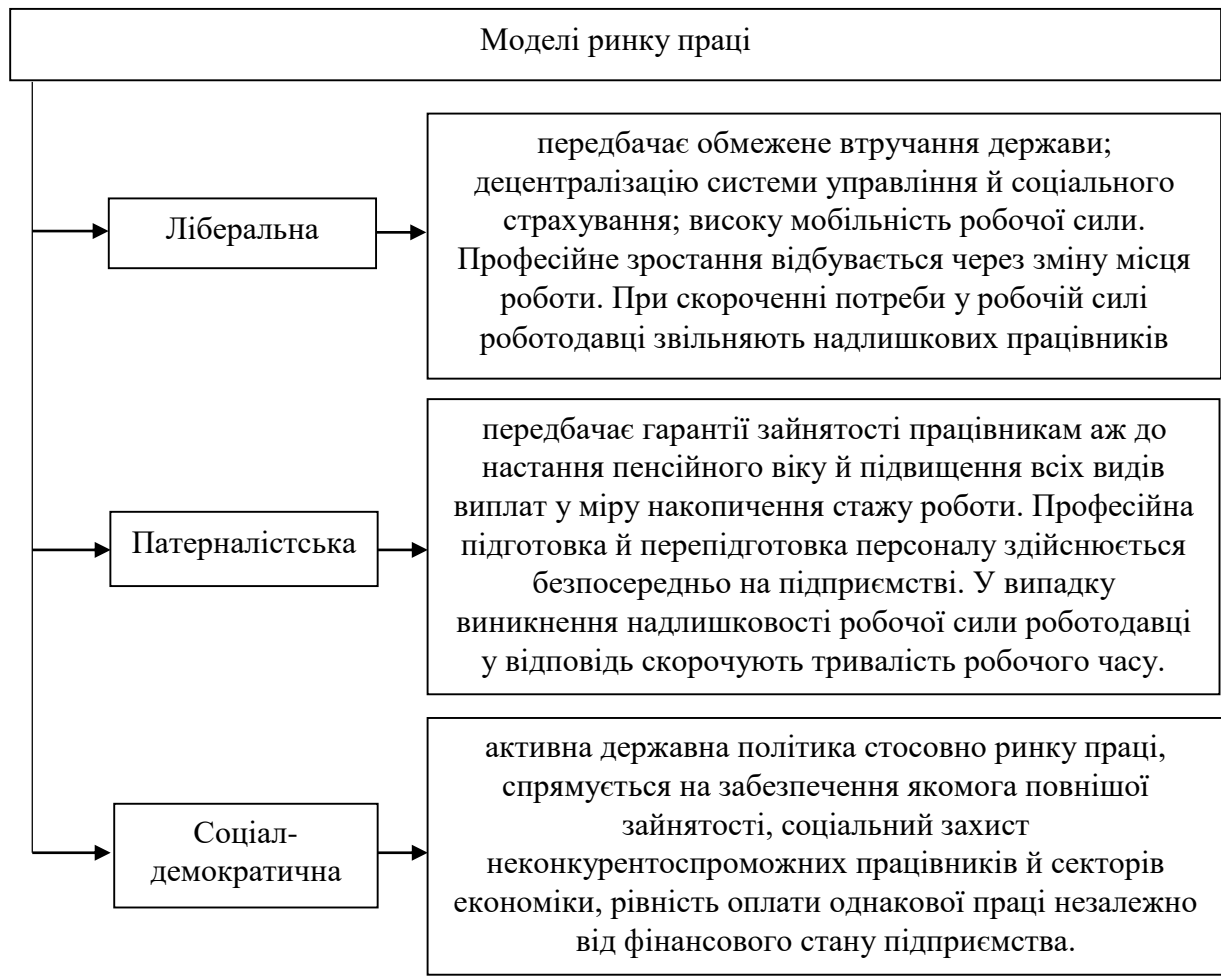 Моделі ринку праці
Ліберальна
передбачає обмежене втручання держави;
децентралізацію системи управління й соціального
страхування; високу мобільність робочої сили.
Професійне зростання відбувається через зміну місця
роботи. При скороченні потреби у робочій силі
роботодавці звільняють надлишкових працівників
Патерналістська
передбачає гарантії зайнятості працівникам аж до
настання пенсійного віку й підвищення всіх видів
виплат у міру накопичення стажу роботи. Професійна
підготовка й перепідготовка персоналу здійснюється
безпосередньо на підприємстві. У випадку
виникнення надлишковості робочої сили роботодавці
у відповідь скорочують тривалість робочого часу.
Соціал-
демократична
активна державна політика стосовно ринку праці,
спрямується на забезпечення якомога повнішої
зайнятості, соціальний захист
неконкурентоспроможних працівників й секторів
економіки, рівність оплати однакової праці незалежно
від фінансового стану підприємства.